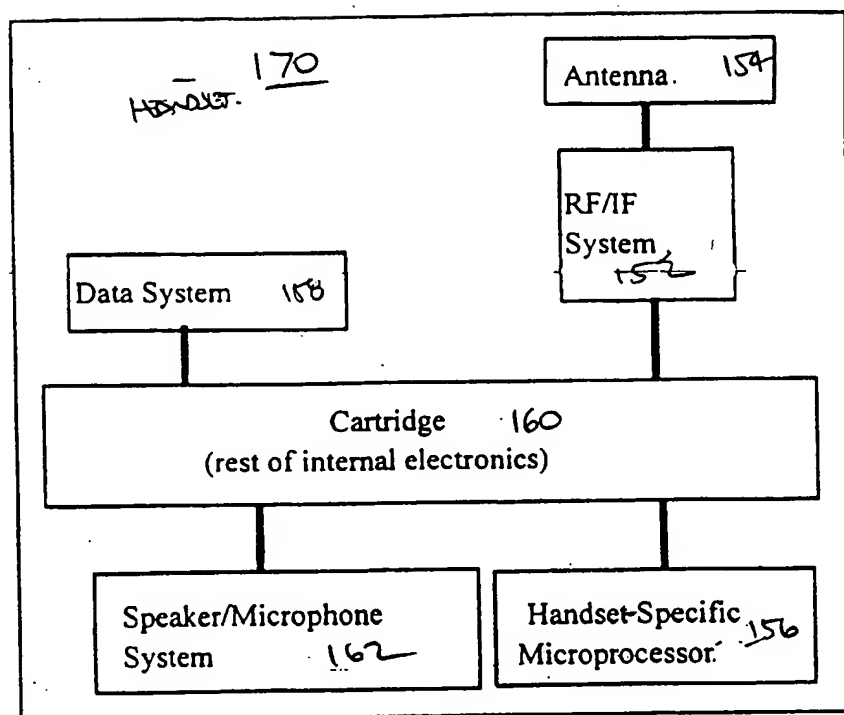 170
HANDSET.
Antenna. 154
RF/IF
System
152
Data System 158
Cartridge 160
(rest of internal electronics)
Speaker/Microphone
System 162
Handset-Specific
Microprocessor. 156